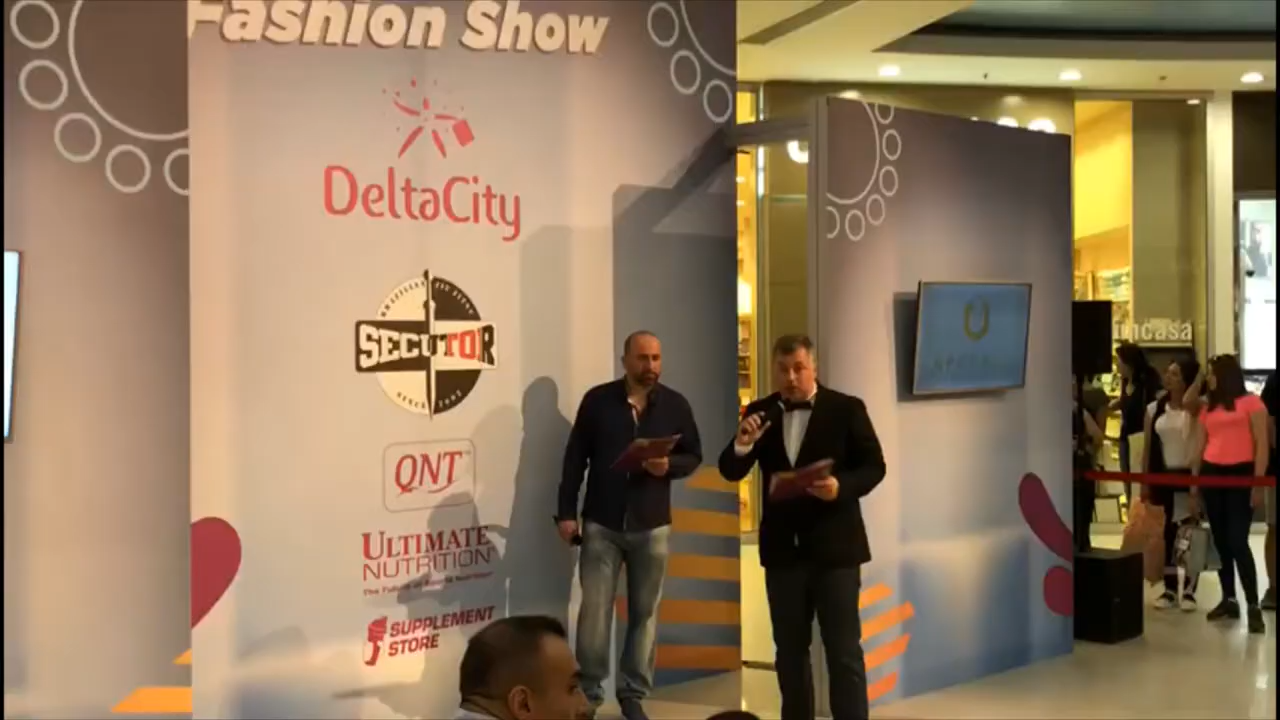 Fashion Show
DeltaCity
SECUTOR
QNT
ULTIMATE
NUTRITION
SUPPLEMENT
STORE
incasa